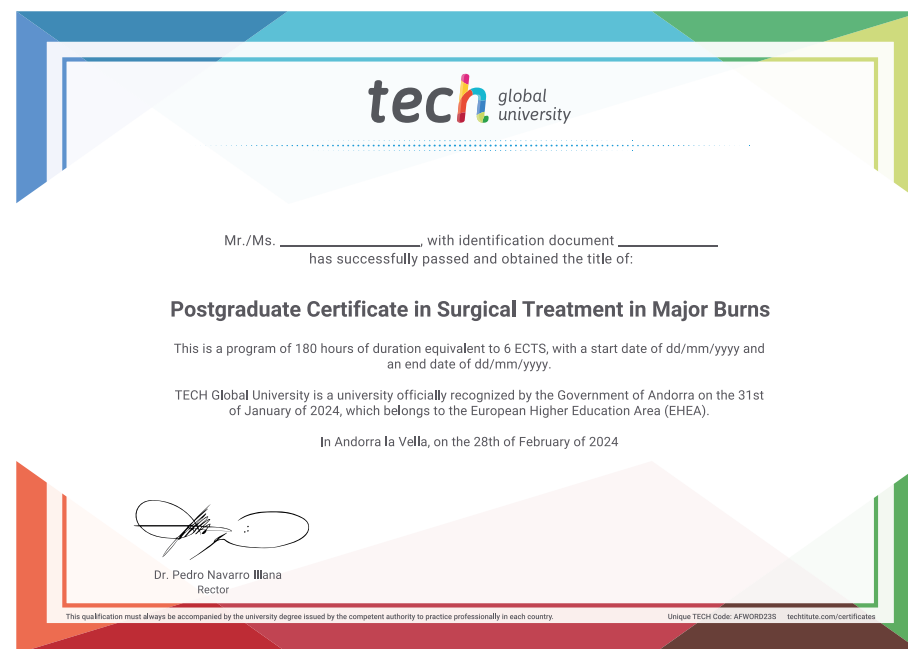 tech global university
Mr./Ms. ____________, with identification document ____________
has successfully passed and obtained the title of:
Postgraduate Certificate in Surgical Treatment in Major Burns
This is a program of 180 hours of duration equivalent to 6 ECTS, with a start date of dd/mm/yyyy and
an end date of dd/mm/yyyy.
TECH Global University is a university officially recognized by the Government of Andorra on the 31st
of January of 2024, which belongs to the European Higher Education Area (EHEA).
In Andorra la Vella, on the 28th of February of 2024
Dr. Pedro Navarro Illana
Rector
This qualification must always be accompanied by the university degree issued by the competent authority to practice professionally in each country.
Unique TECH Code: AFWORD23S techtitute.com/certificates